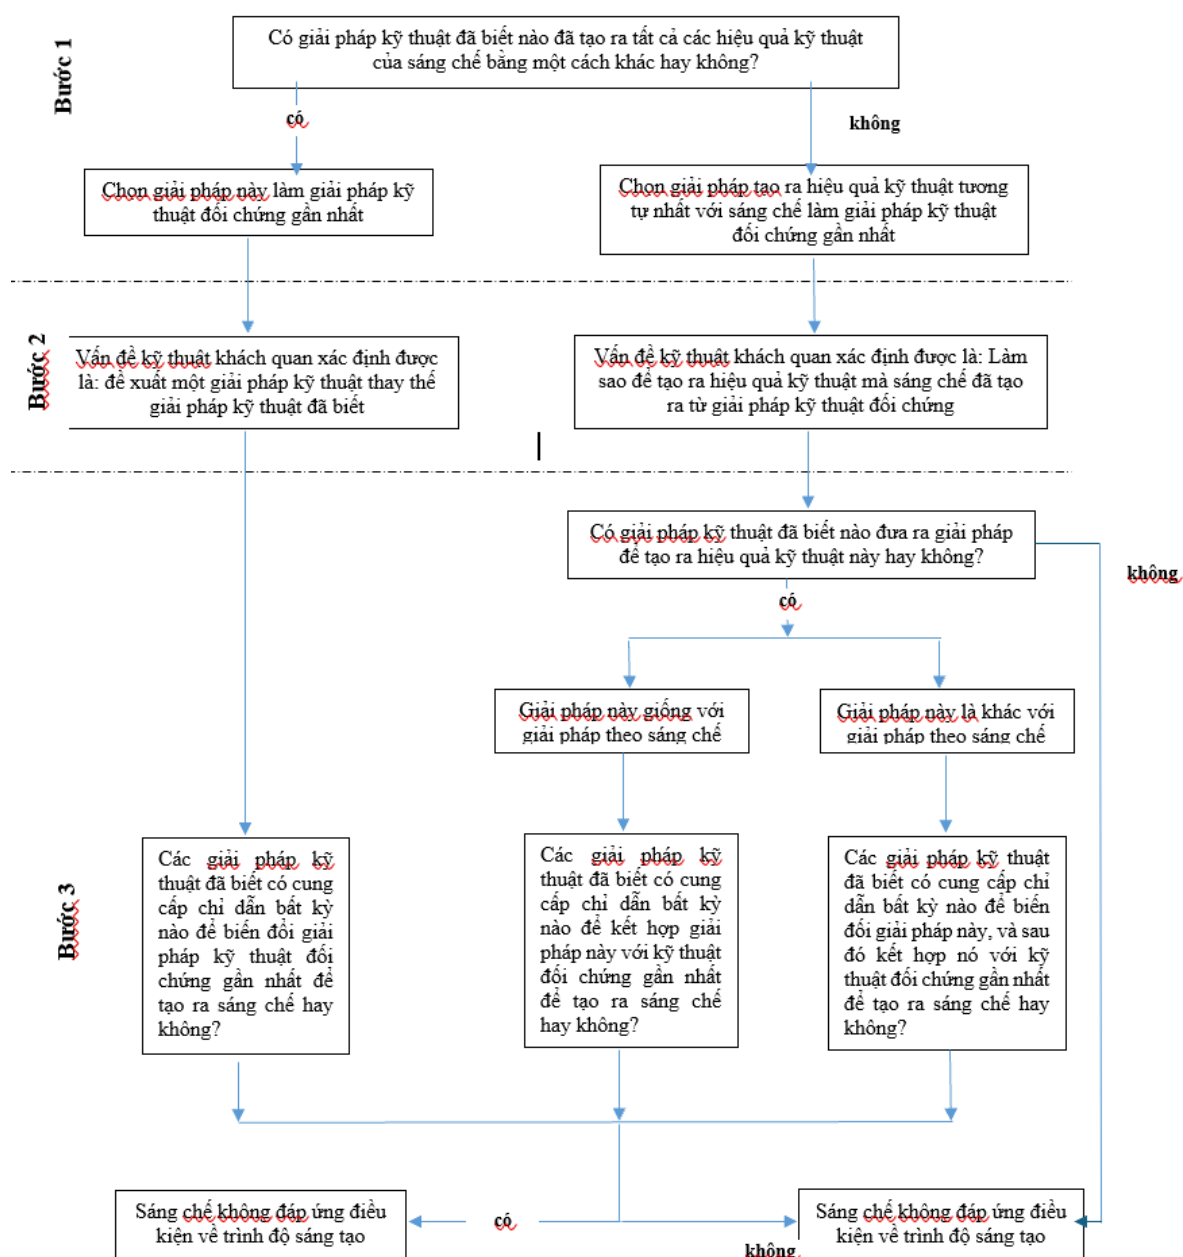 Bước 1
Có giải pháp kỹ thuật đã biết nào đã tạo ra tất cả các hiệu quả kỹ thuật
của sáng chế bằng một cách khác hay không?
có
không
Chọn giải pháp này làm giải pháp kỹ
thuật đối chứng gần nhất
Chọn giải pháp tạo ra hiệu quả kỹ thuật tương
tự nhất với sáng chế làm giải pháp kỹ thuật
đối chứng gần nhất
Bước 2
Vấn đề kỹ thuật khách quan xác định được
là: đề xuất một giải pháp kỹ thuật thay thế
giải pháp kỹ thuật đã biết
Vấn đề kỹ thuật khách quan xác định được là: Làm
sao để tạo ra hiệu quả kỹ thuật mà sáng chế đã tạo
ra từ giải pháp kỹ thuật đối chứng
Có giải pháp kỹ thuật đã biết nào đưa ra giải pháp
để tạo ra hiệu quả kỹ thuật này hay không?
không
có
Giải pháp này giống với
giải pháp theo sáng chế
Giải pháp này là khác với
giải pháp theo sáng chế
Bước 3
Các giải pháp kỹ
thuật đã biết có cung
cấp chỉ dẫn bất kỳ
nào để biến đổi giải
pháp kỹ thuật đối
chứng gần nhất để
tạo ra sáng chế hay
không?
Các giải pháp kỹ
thuật đã biết có cung
cấp chỉ dẫn bất kỳ
nào để kết hợp giải
pháp này với kỹ thuật
đối chứng gần nhất
để tạo ra sáng chế
hay không?
Các giải pháp kỹ thuật
đã biết có cung cấp chỉ
dẫn bất kỳ nào để biến
đổi giải pháp này, và sau
đó kết hợp nó với kỹ
thuật đối chứng gần nhất
để tạo ra sáng chế hay
không?
Sáng chế không đáp ứng điều
kiện về trình độ sáng tạo
có
không
Sáng chế không đáp ứng điều
kiện về trình độ sáng tạo